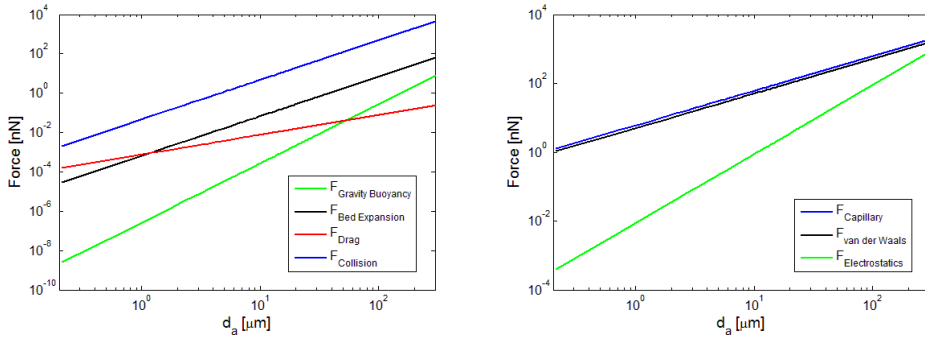 10^4
10^2
10^0
10^-2
10^-4
10^-6
10^-8
10^-10
Force [nN]
F_Gravity Buoyancy
F_Bed Expansion
F_Drag
F_Collision
10^0 10^1 10^2
d_a [μm]
10^4
10^2
10^0
10^-2
10^-4
Force [nN]
F_Capillary
F_van der Waals
F_Electrostatics
10^0 10^1 10^2
d_a [μm]